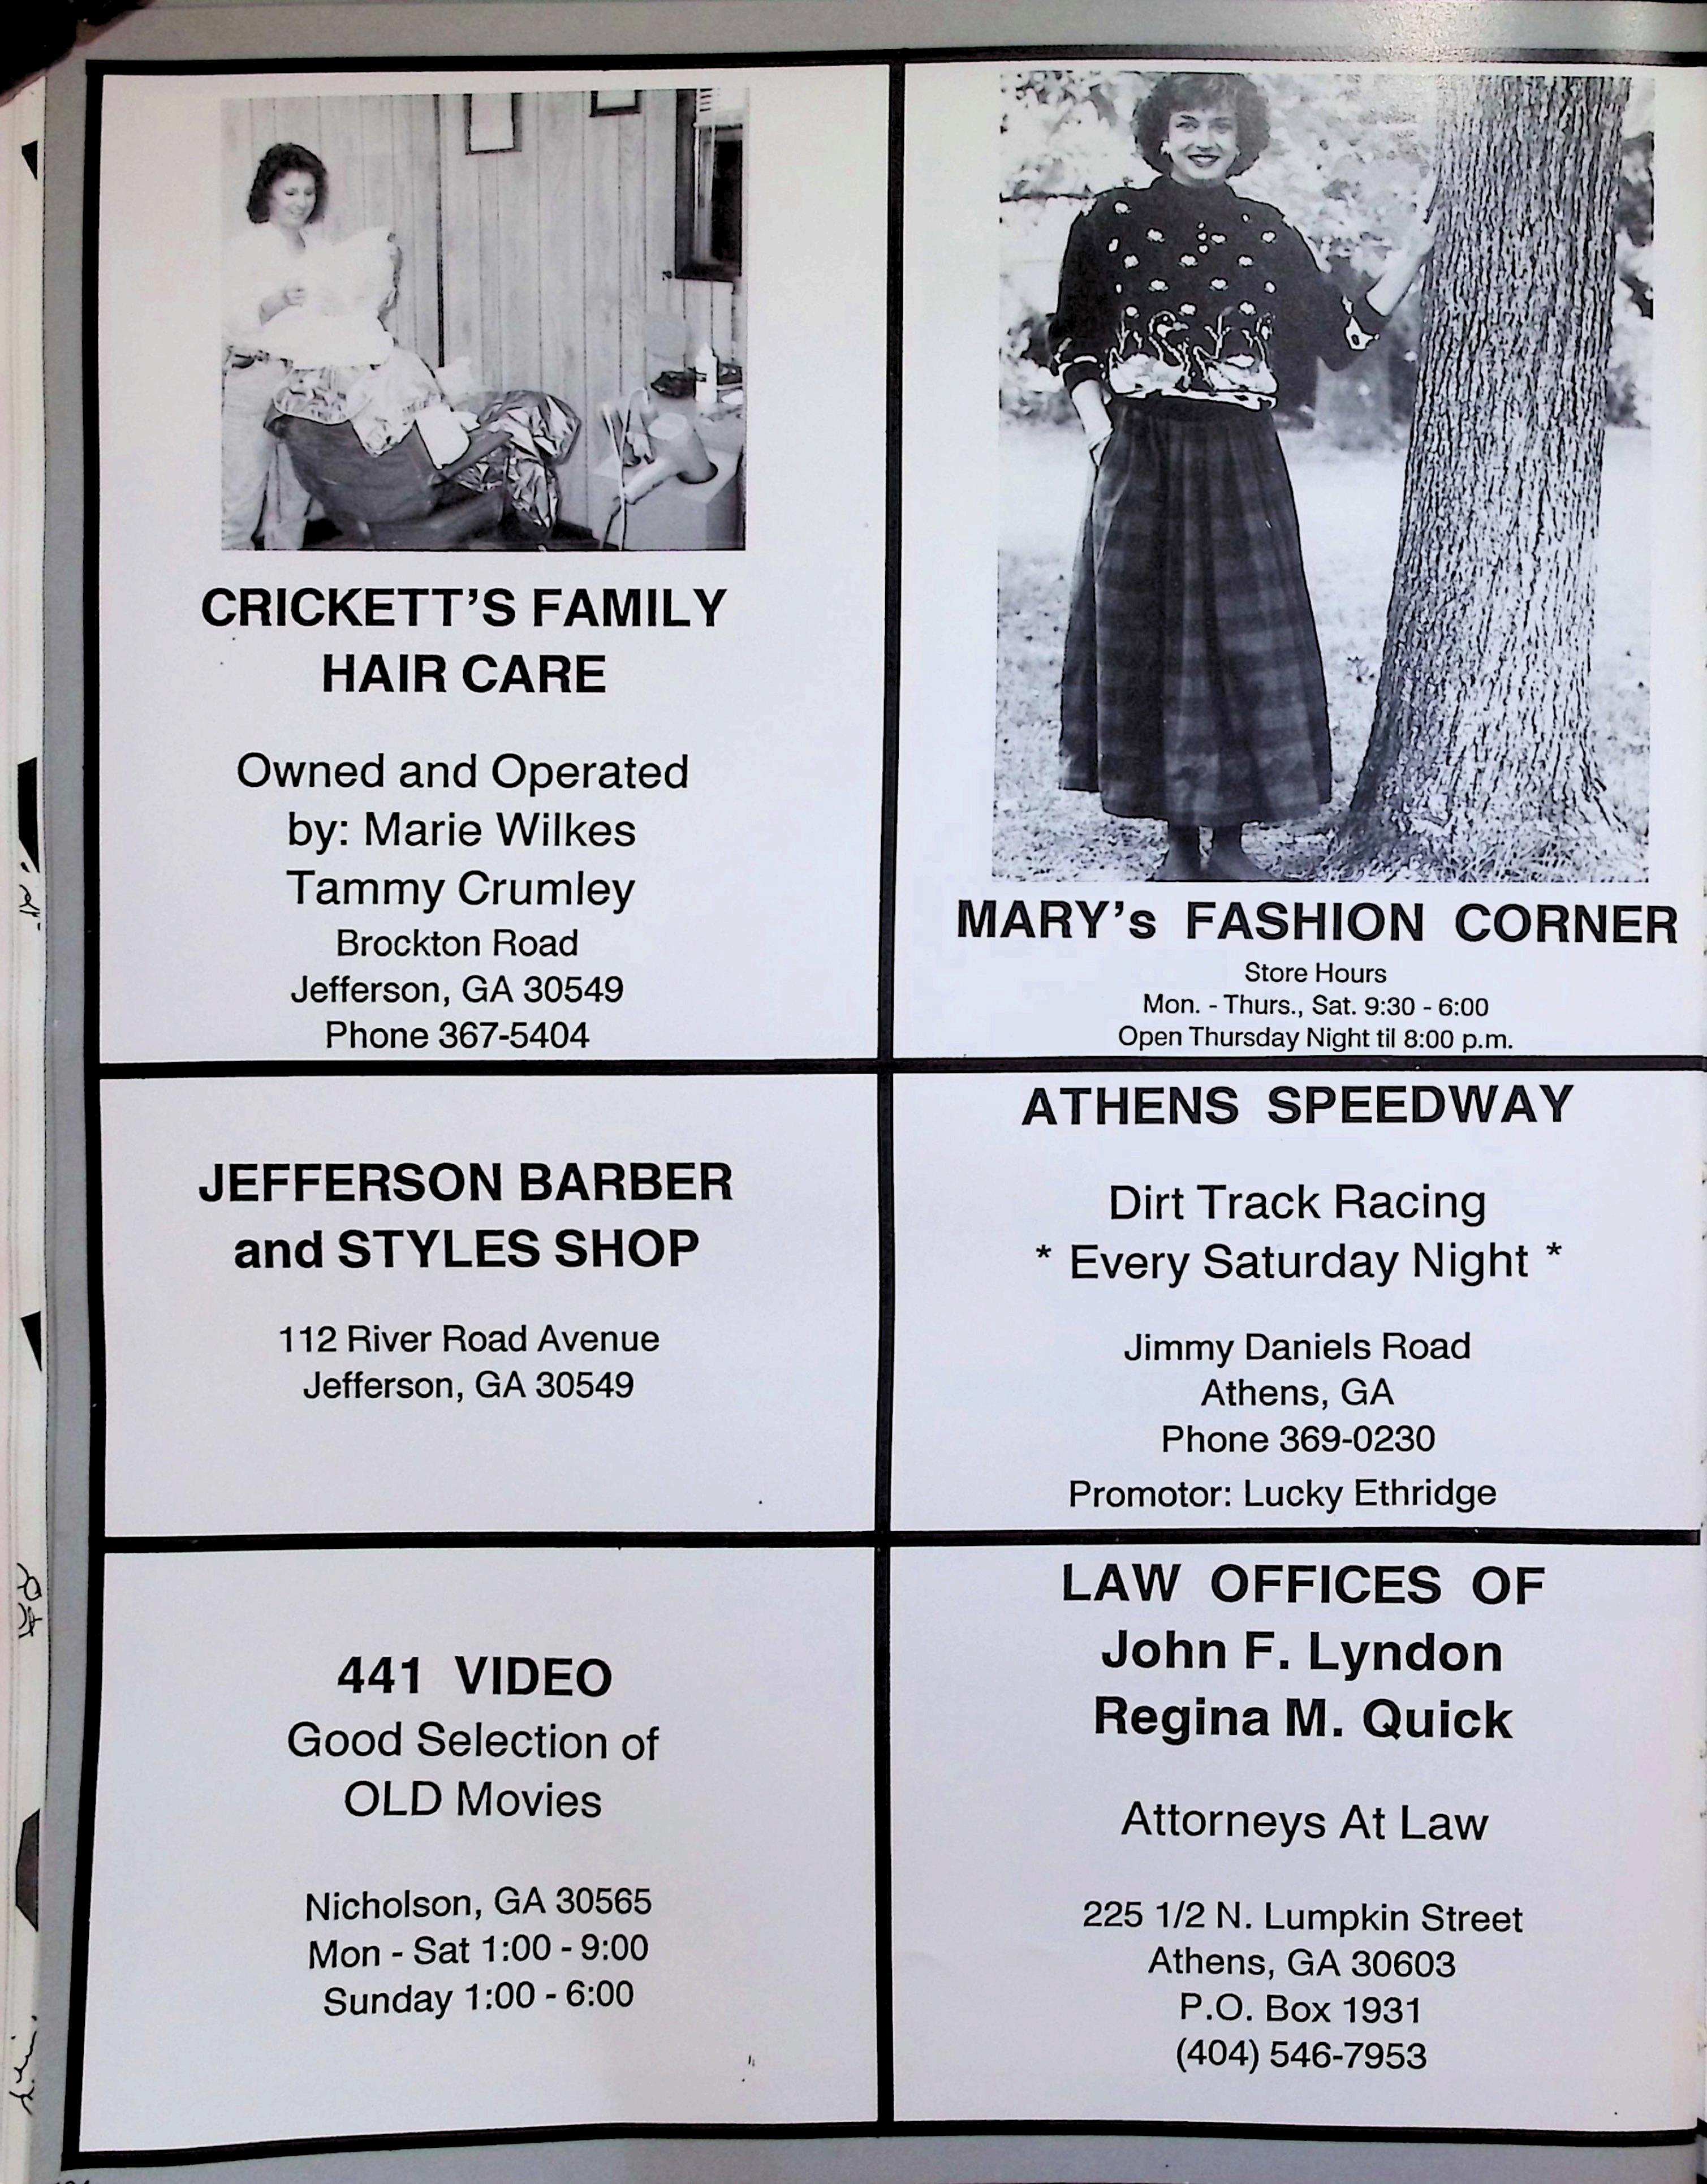 CRICKETT'S FAMILY
HAIR CARE
Owned and Operated
by: Marie Wilkes
Tammy Crumley
Brockton Road
Jefferson, GA 30549
Phone 367-5404
MARY's FASHION CORNER
Store Hours
Mon. - Thurs., Sat. 9:30 - 6:00
Open Thursday Night til 8:00 p.m.
JEFFERSON BARBER
and STYLES SHOP
112 River Road Avenue
Jefferson, GA 30549
ATHENS SPEEDWAY
Dirt Track Racing
* Every Saturday Night *
Jimmy Daniels Road
Athens, GA
Phone 369-0230
Promotor: Lucky Ethridge
441 VIDEO
Good Selection of
OLD Movies
Nicholson, GA 30565
Mon - Sat 1:00 - 9:00
Sunday 1:00 - 6:00
LAW OFFICES OF
John F. Lyndon
Regina M. Quick
Attorneys At Law
225 1/2 N. Lumpkin Street
Athens, GA 30603
P.O. Box 1931
(404) 546-7953